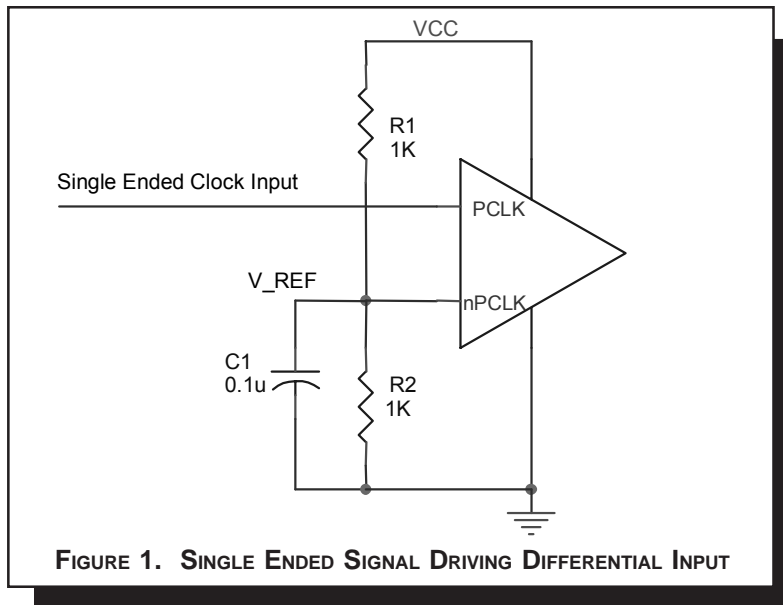 VCC
R1
1K
Single Ended Clock Input
PCLK
V_REF
nPCLK
C1
0.1u
R2
1K
FIGURE 1. SINGLE ENDED SIGNAL DRIVING DIFFERENTIAL INPUT